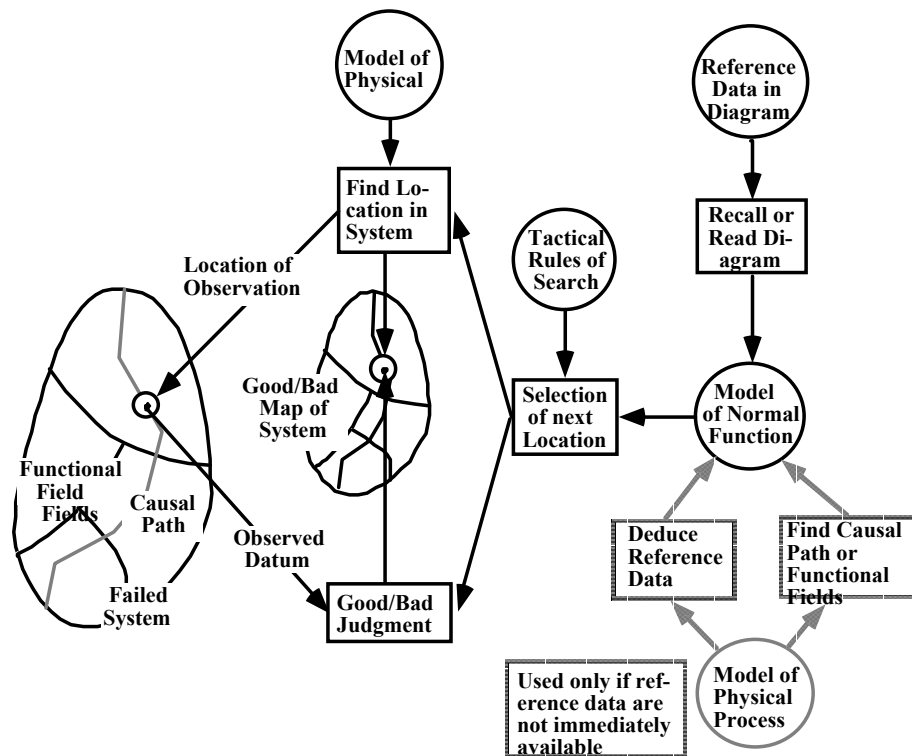 Model of
Physical
Reference
Data in
Diagram
Find Lo-
cation in
System
Recall or
Read Di-
agram
Tactical
Rules of
Search
Location of
Observation
Good/Bad
Map of
System
Selection
of next
Location
Model
of Normal
Function
Functional
Field
Fields
Causal
Path
Observed
Datum
Failed
System
Good/Bad
Judgment
Deduce
Reference
Data
Find Causal
Path or
Functional
Fields
Used only if ref-
erence data are
not immediately
available
Model of
Physical
Process